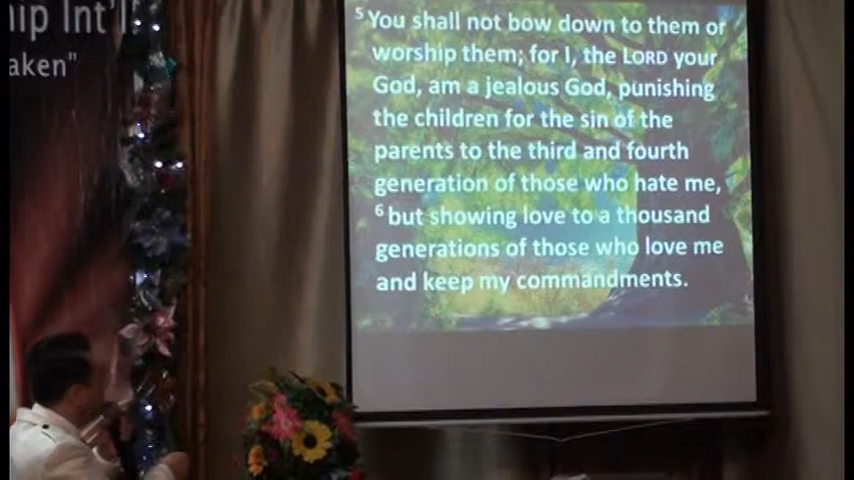 ip Int'l
aken"
5 You shall not bow down to them or
worship them; for I, the LORD your
God, am a jealous God, punishing
the children for the sin of the
parents to the third and fourth
generation of those who hate me,
6 but showing love to a thousand
generations of those who love me
and keep my commandments.